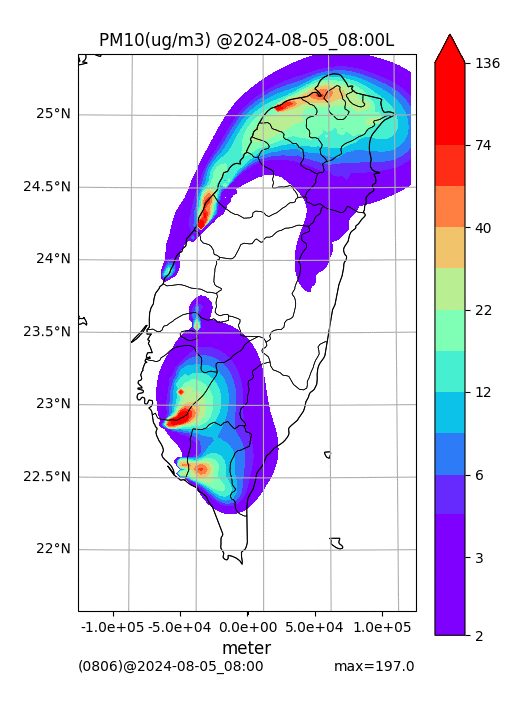 PM10(ug/m3) @2024-08-05_08:00L
136
25°N
74
24.5°N
40
24°N
22
23.5°N
12
23°N
6
22.5°N
3
22°N
2
-1.0e+05 -5.0e+04 0.0e+00 5.0e+04 1.0e+05
meter
(0806)@2024-08-05_08:00 max=197.0